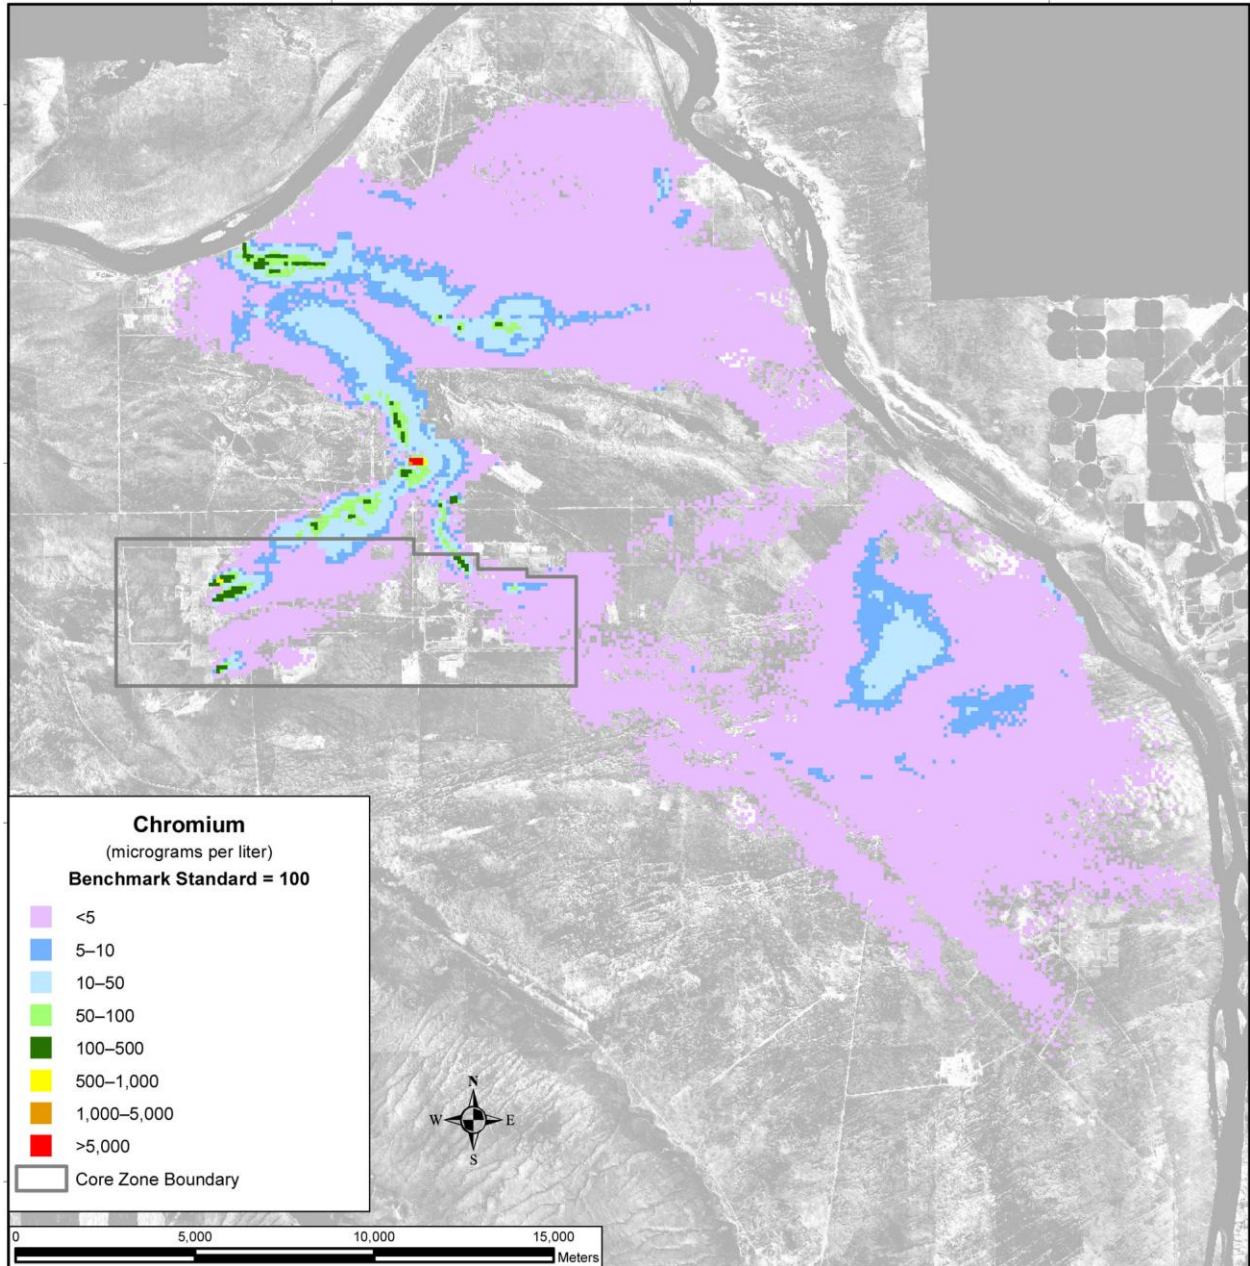 Chromium
(micrograms per liter)
Benchmark Standard = 100
<5
5–10
10–50
50–100
100–500
500–1,000
1,000–5,000
>5,000
Core Zone Boundary
N
W E
S
0 5,000 10,000 15,000
Meters